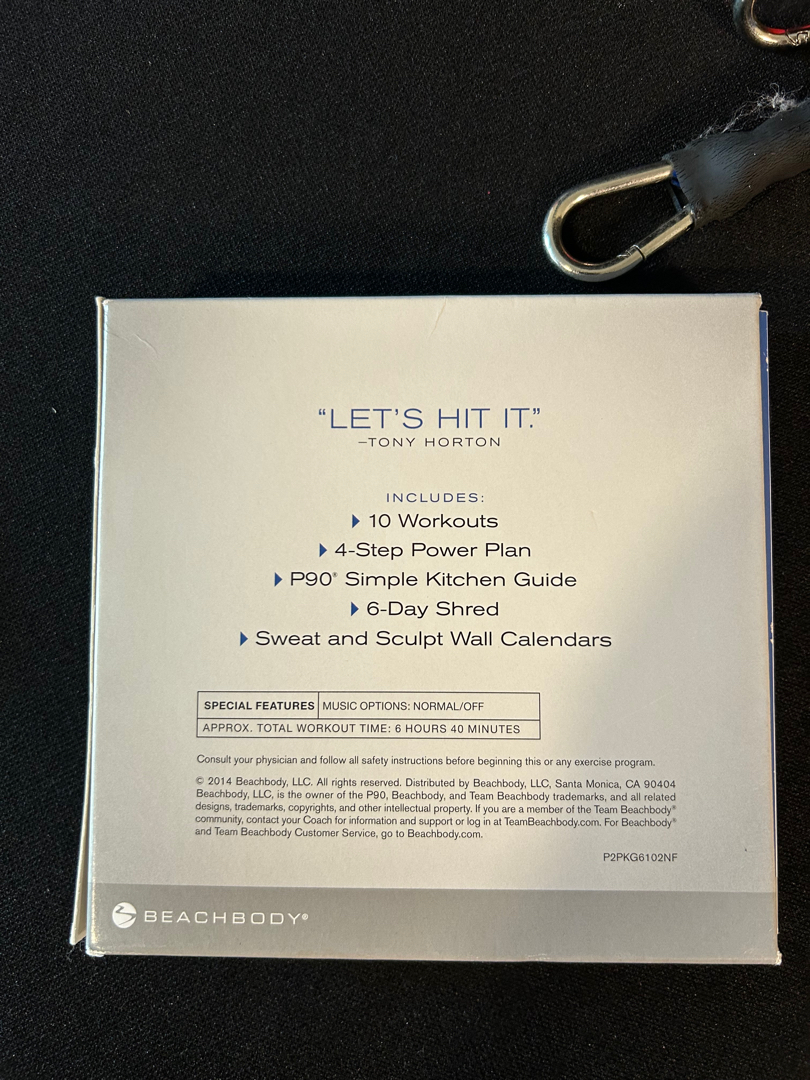 “LET’S HIT IT.”
–TONY HORTON
INCLUDES:
10 Workouts
4-Step Power Plan
P90® Simple Kitchen Guide
6-Day Shred
Sweat and Sculpt Wall Calendars
SPECIAL FEATURES MUSIC OPTIONS: NORMAL/OFF
APPROX. TOTAL WORKOUT TIME: 6 HOURS 40 MINUTES
Consult your physician and follow all safety instructions before beginning this or any exercise program.
© 2014 Beachbody, LLC. All rights reserved. Distributed by Beachbody, LLC, Santa Monica, CA 90404
Beachbody, LLC, is the owner of the P90, Beachbody, and Team Beachbody trademarks, and all related
designs, trademarks, copyrights, and other intellectual property. If you are a member of the Team Beachbody®
community, contact your Coach for information and support or log in at TeamBeachbody.com. For Beachbody®
and Team Beachbody Customer Service, go to Beachbody.com.
P2PKG6102NF
BEACHBODY®